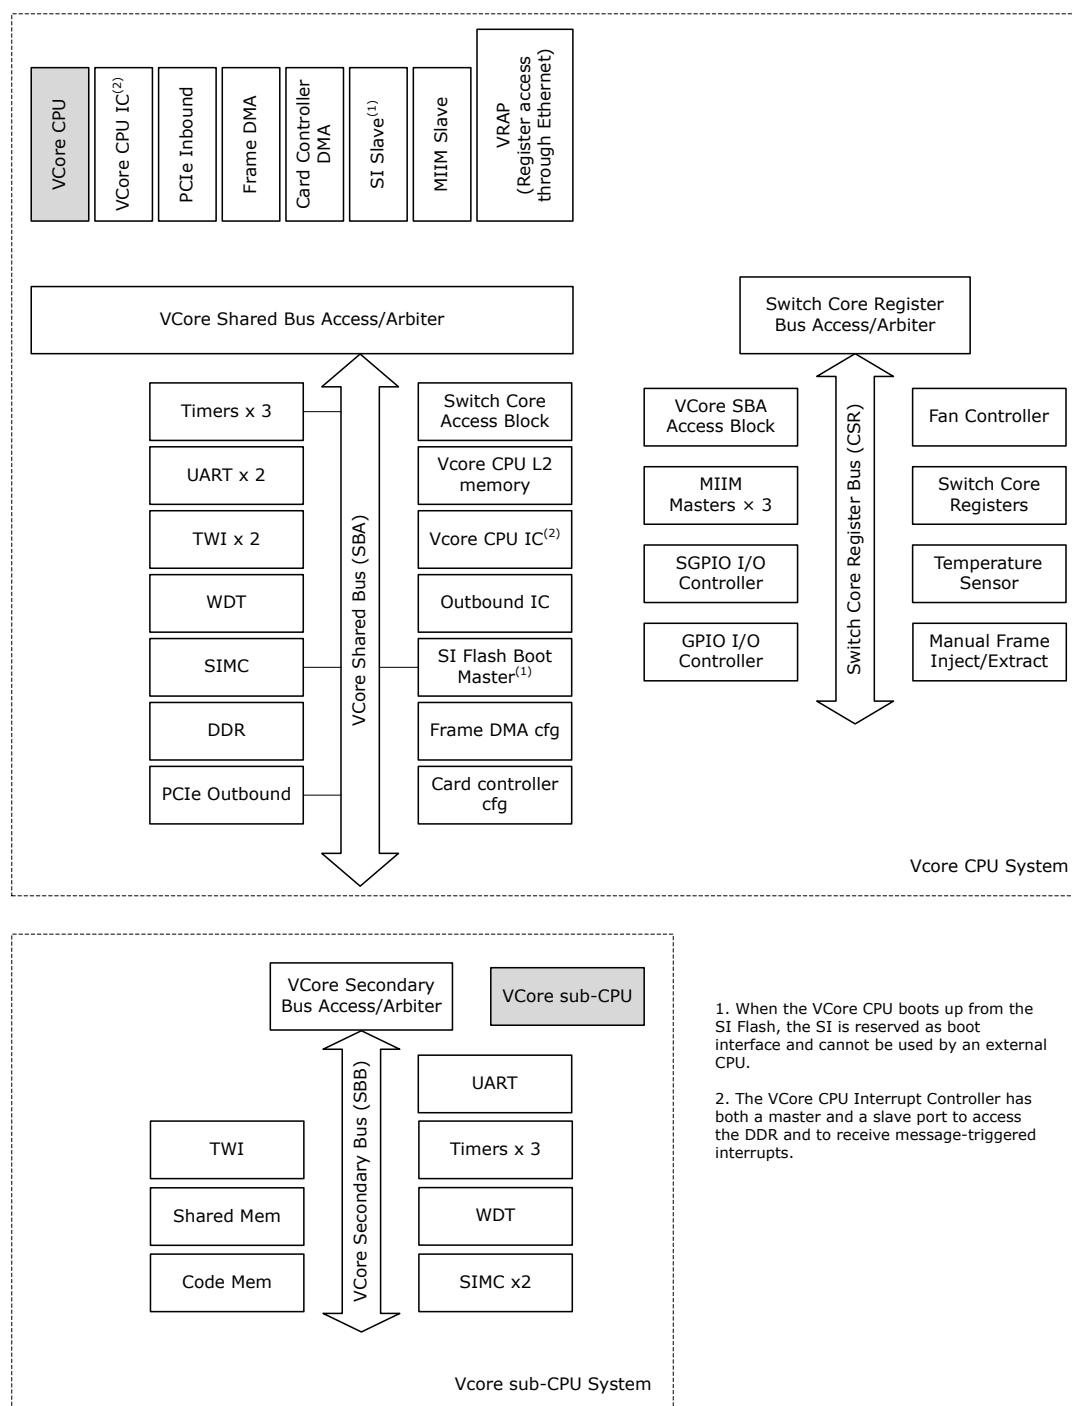 VCore CPU
VCore CPU IC(2)
PCIe Inbound
Frame DMA
Card Controller
DMA
SI Slave(1)
MIIM Slave
VRAP
(Register access
through Ethernet)
VCore Shared Bus Access/Arbiter
Switch Core Register
Bus Access/Arbiter
Timers x 3
UART x 2
TWI x 2
WDT
SIMC
DDR
PCIe Outbound
VCore Shared Bus (SBA)
Switch Core
Access Block
Vcore CPU L2
memory
Vcore CPU IC(2)
Outbound IC
SI Flash Boot
Master(1)
Frame DMA cfg
Card controller
cfg
VCore SBA
Access Block
MIIM
Masters × 3
SGPIO I/O
Controller
GPIO I/O
Controller
Switch Core Register Bus (CSR)
Fan Controller
Switch Core
Registers
Temperature
Sensor
Manual Frame
Inject/Extract
Vcore CPU System
VCore Secondary
Bus Access/Arbiter
VCore sub-CPU
TWI
Shared Mem
Code Mem
VCore Secondary Bus (SBB)
UART
Timers x 3
WDT
SIMC x2
Vcore sub-CPU System
1. When the VCore CPU boots up from the
SI Flash, the SI is reserved as boot
interface and cannot be used by an external
CPU.
2. The VCore CPU Interrupt Controller has
both a master and a slave port to access
the DDR and to receive message-triggered
interrupts.